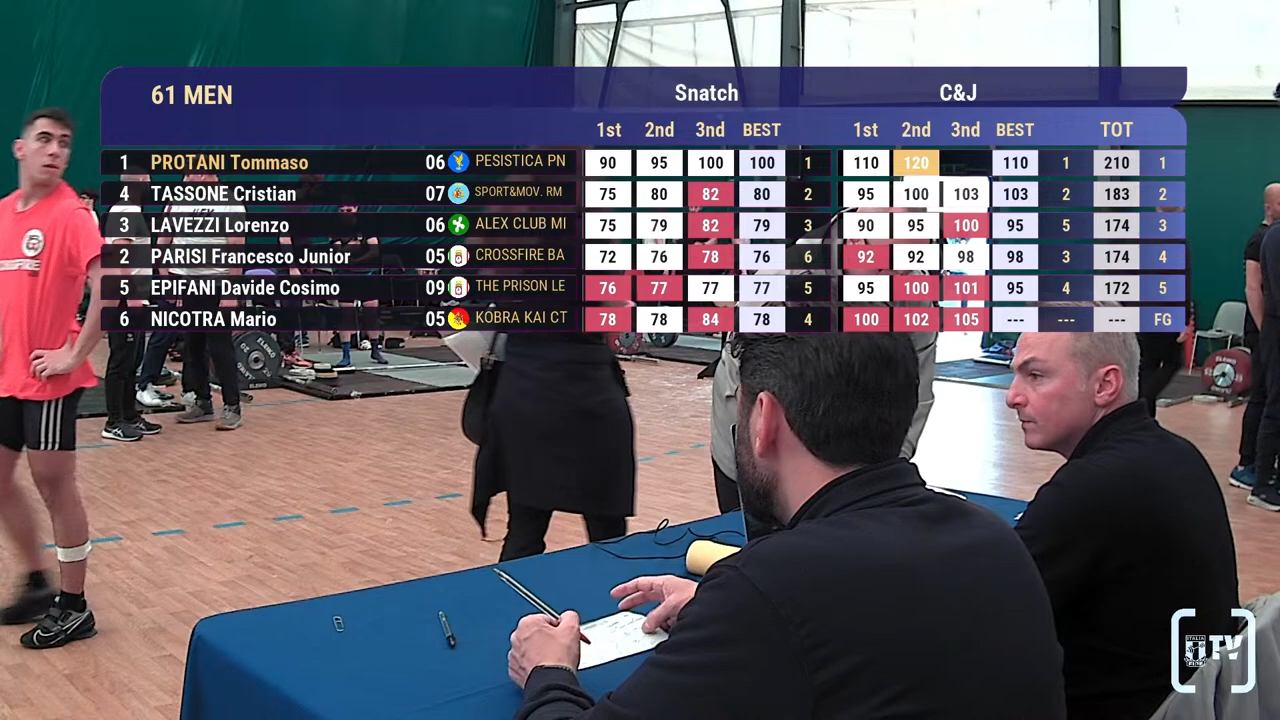 61 MEN Snatch C&J
1st 2nd 3nd BEST 1st 2nd 3nd BEST TOT
1 PROTANI Tommaso 06 PESISTICA PN 90 95 100 100 1 110 120 110 1 210 1
4 TASSONE Cristian 07 SPORT&MOV. RM 75 80 82 80 2 95 100 103 103 2 183 2
3 LAVEZZI Lorenzo 06 ALEX CLUB MI 75 79 82 79 3 90 95 100 95 5 174 3
2 PARISI Francesco Junior 05 CROSSFIRE BA 72 76 78 76 6 92 92 98 98 3 174 4
5 EPIFANI Davide Cosimo 09 THE PRISON LE 76 77 77 77 5 95 100 101 95 4 172 5
6 NICOTRA Mario 05 KOBRA KAI CT 78 78 84 78 4 100 102 105 --- --- --- FG
ELEIKO
ITALIA
TV